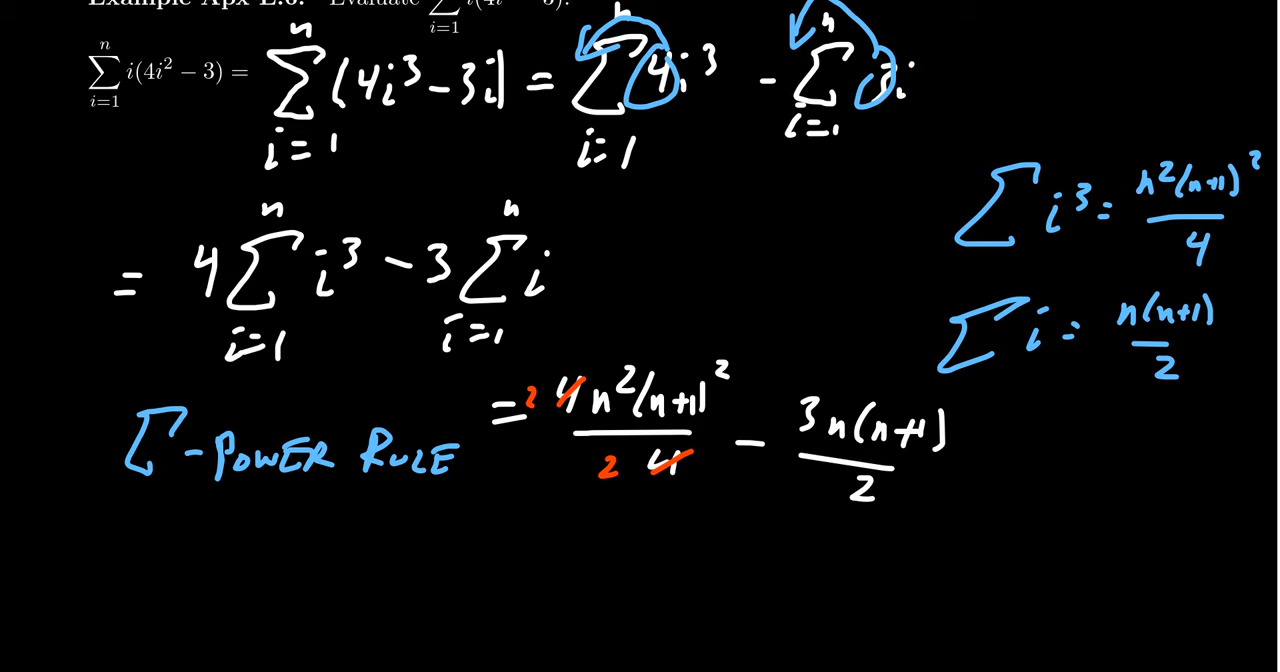 Example Apx E.6. Evaluate ∑_{i=1} i(4i² − 3).
∑_{i=1}^{n} i(4i² − 3) = ∑_{i=1}^{n} (4i³ − 3i) = ∑_{i=1}^{n} 4i³ − ∑_{i=1}^{n} 3i
∑ i³ = n²(n+1)²/4
= 4 ∑_{i=1}^{n} i³ − 3 ∑_{i=1}^{n} i
∑ i = n(n+1)/2
∑-POWER RULE
= 2 4n²(n+1)²/2 4 − 3n(n+1)/2